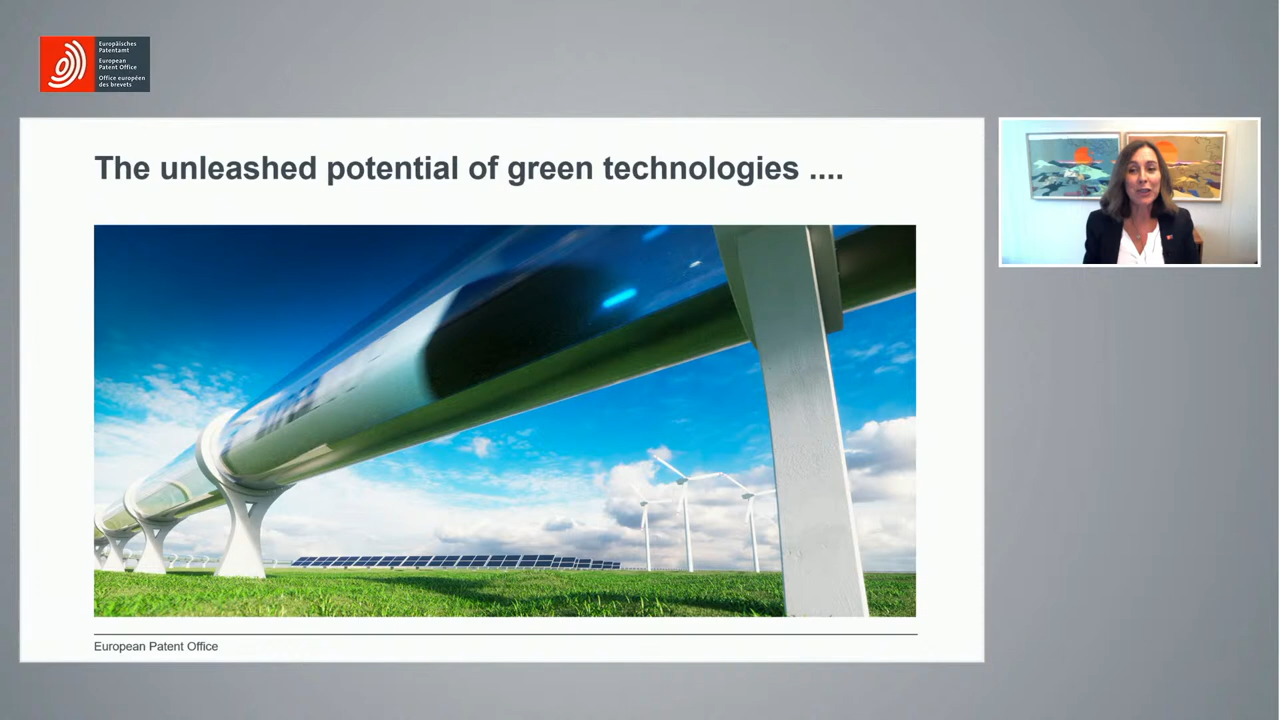 Europäisches
Patentamt
European
Patent Office
Office européen
des brevets
The unleashed potential of green technologies ....
European Patent Office